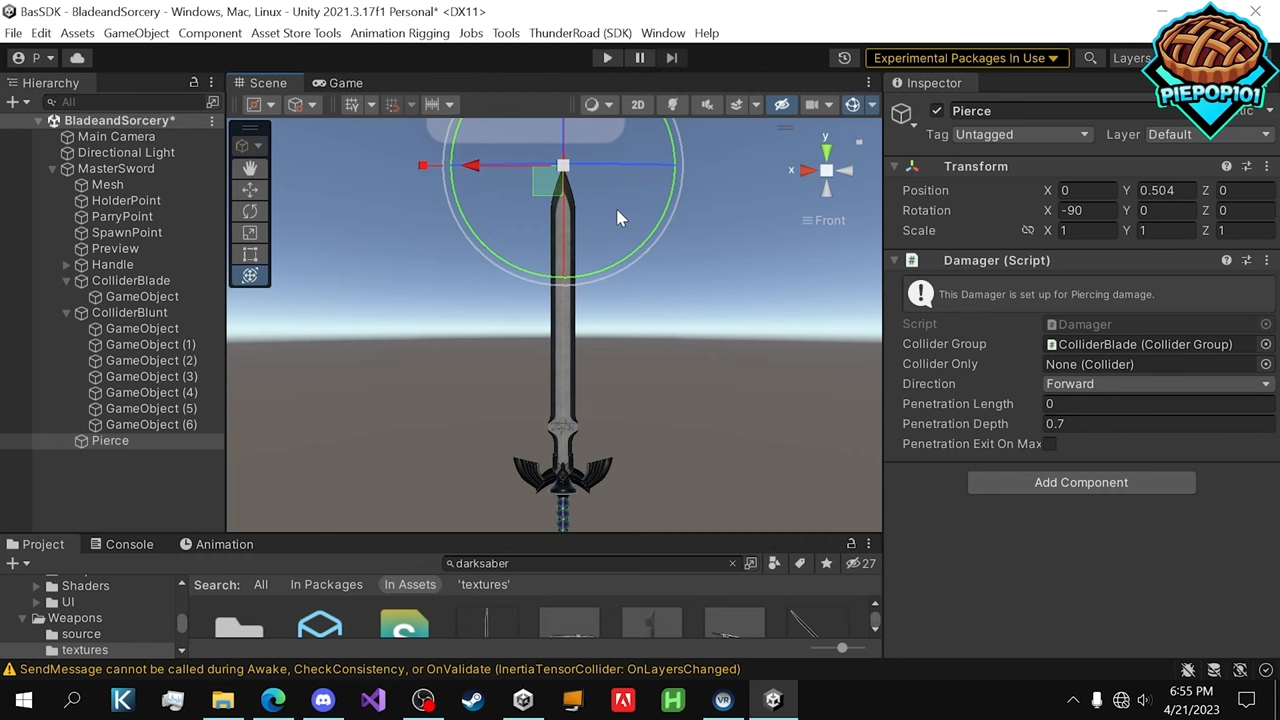 BasSDK - BladeandSorcery - Windows, Mac, Linux - Unity 2021.3.17f1 Personal* <DX11>
File Edit Assets GameObject Component Asset Store Tools Animation Rigging Jobs Tools ThunderRoad (SDK) Window Help
P Experimental Packages In Use Layers
PIEPOP101
Hierarchy
All
BladeandSorcery*
Main Camera
Directional Light
MasterSword
Mesh
HolderPoint
ParryPoint
SpawnPoint
Preview
Handle
ColliderBlade
GameObject
ColliderBlunt
GameObject
GameObject (1)
GameObject (2)
GameObject (3)
GameObject (4)
GameObject (5)
GameObject (6)
Pierce
Scene Game
2D
y
x
Front
Inspector
Pierce
Tag Untagged Layer Default
Transform
Position X 0 Y 0.504 Z 0
Rotation X -90 Y 0 Z 0
Scale X 1 Y 1 Z 1
Damager (Script)
This Damager is set up for Piercing damage.
Script Damager
Collider Group ColliderBlade (Collider Group)
Collider Only None (Collider)
Direction Forward
Penetration Length 0
Penetration Depth 0.7
Penetration Exit On Max
Add Component
Project Console Animation
darksaber
27
Shaders
UI
Weapons
source
textures
Search: All In Packages In Assets 'textures'
SendMessage cannot be called during Awake, CheckConsistency, or OnValidate (InertiaTensorCollider: OnLayersChanged)
6:55 PM
4/21/2023